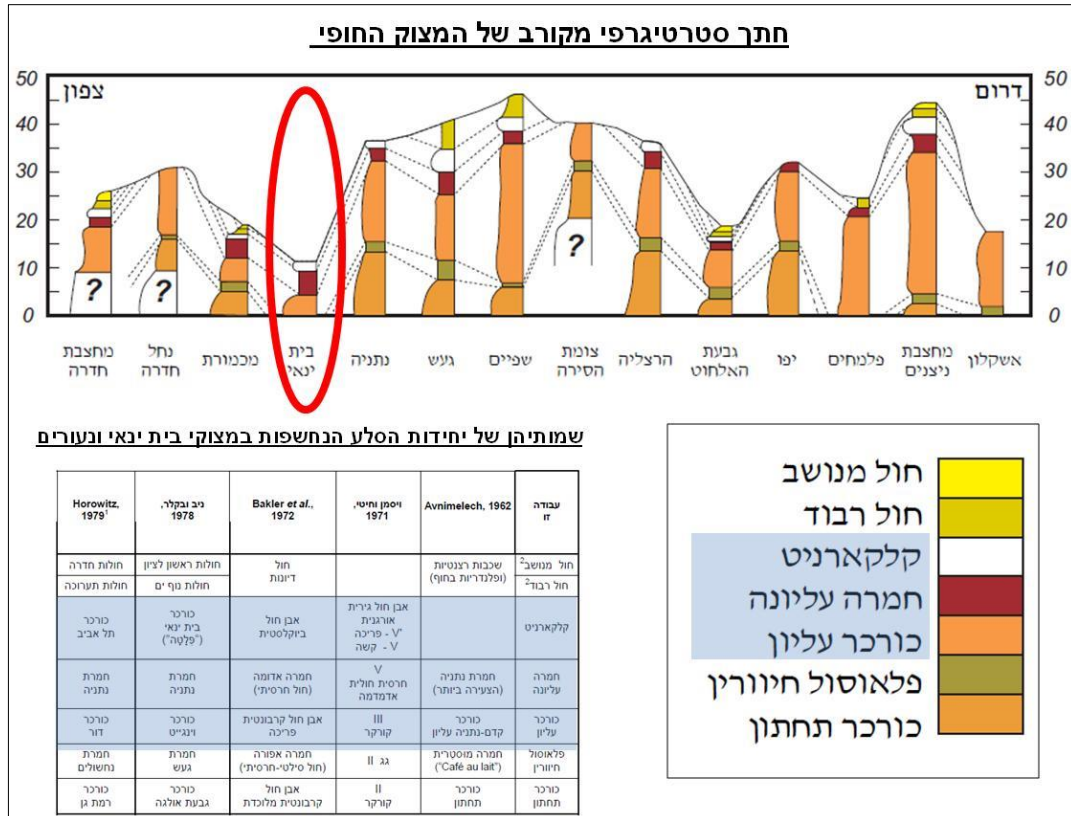 חתך סטרטיגרפי מקורב של המצוק החופי
צפון
דרום
50
40
30
20
10
0
50
40
30
20
10
0
?
?
?
מחצבת חדרה
נחל חדרה
מכמורת
בית ינאי
נתניה
געש
שפיים
צומת הסירה
הרצליה
גבעת האלחוט
יפו
פלמחים
מחצבת ניצנים
אשקלון
שמותיהן של יחידות הסלע הנחשפות במצוקי בית ינאי ונעורים
עבודה זו
Avnimelech, 1962
ויסמן וחיטי, 1971
Bakler et al., 1972
ניב ובקלר, 1978
Horowitz, 1979¹
חול מנושב²
חול רבוד²
שכבות רצנטיות
(ופלנדריות בחוף)
חול
דיונות
חולות ראשון לציון
חולות נוף ים
חולות חדרה
חולות תערוכה
קלקארניט
אבן חול גירית
אורגנית
V' - פריכה
V - קשה
אבן חול
ביוקלסטית
כורכר
בית ינאי
("פלטה")
כורכר
תל אביב
חמרה
עליונה
חמרת נתניה
(הצעירה ביותר)
V
חרסית חולית
אדמדמה
חמרה אדומה
(חול חרסיתי)
חמרת
נתניה
חמרת
נתניה
כורכר
עליון
כורכר
קדם-נתניה עליון
III
קורקר
אבן חול קרבונטית
פריכה
כורכר
וינגייט
כורכר
דור
פלאוסול
חיוורין
חמרה מוסטרית
("Café au lait")
גג II
חמרה אפורה
(חול סילטי-חרסיתי)
חמרת
געש
חמרת
נחשולים
כורכר
תחתון
כורכר
תחתון
II
קורקר
אבן חול
קרבונטית מלוכדת
כורכר
גבעת אולגה
כורכר
רמת גן
חול מנושב
חול רבוד
קלקארניט
חמרה עליונה
כורכר עליון
פלאוסול חיוורין
כורכר תחתון